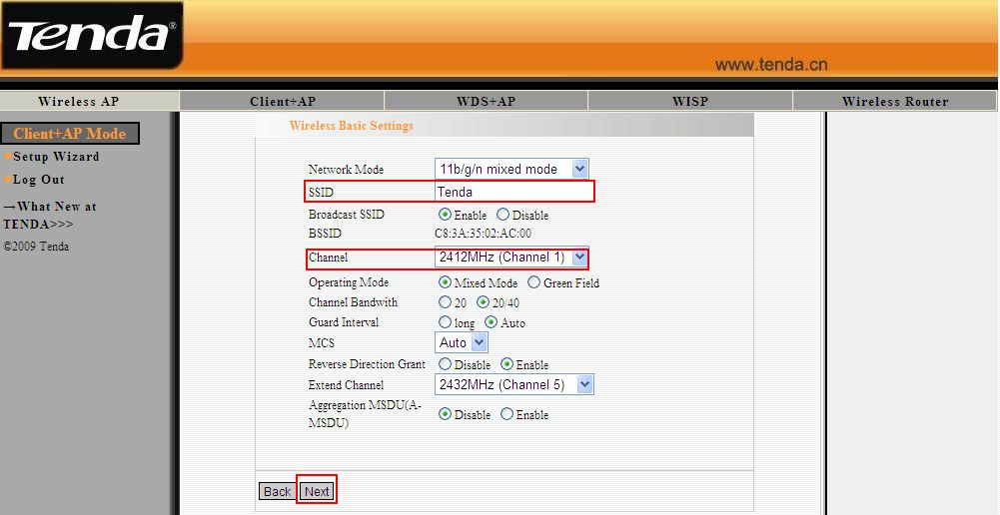 Tenda®
www.tenda.cn
Wireless AP Client+AP WDS+AP WISP Wireless Router
Client+AP Mode
Setup Wizard
Log Out
→What New at
TENDA>>>
©2009 Tenda
Wireless Basic Settings
Network Mode 11b/g/n mixed mode
SSID Tenda
Broadcast SSID Enable Disable
BSSID C8:3A:35:02:AC:00
Channel 2412MHz (Channel 1)
Operating Mode Mixed Mode Green Field
Channel Bandwith 20 20/40
Guard Interval long Auto
MCS Auto
Reverse Direction Grant Disable Enable
Extend Channel 2432MHz (Channel 5)
Aggregation MSDU(A-
MSDU) Disable Enable
Back Next